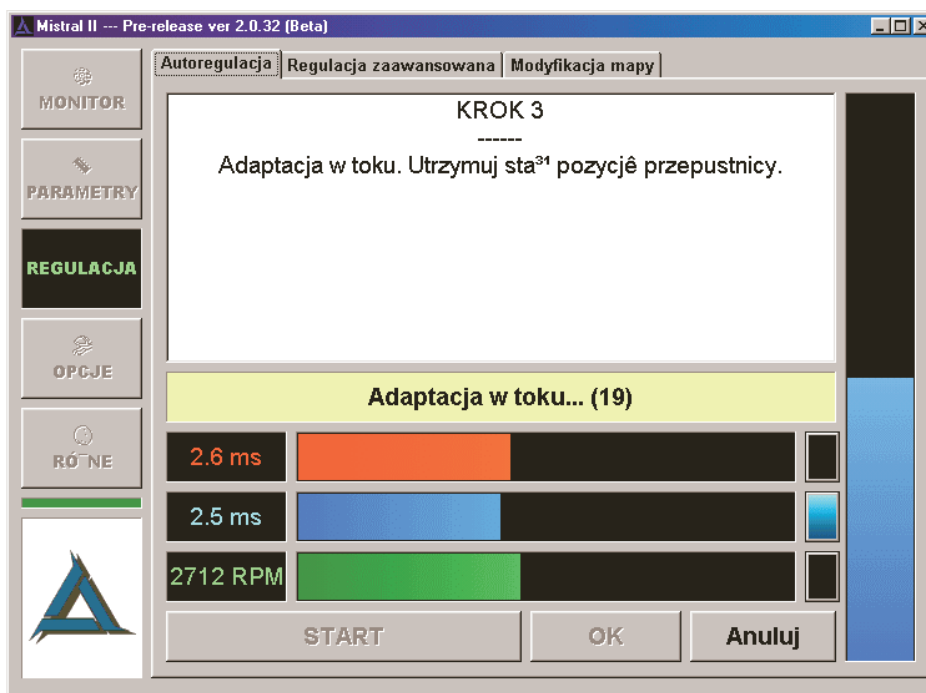 Mistral II --- Pre-release ver 2.0.32 (Beta)
MONITOR
PARAMETRY
REGULACJA
OPCJE
RÓ¯NE
Autoregulacja
Regulacja zaawansowana
Modyfikacja mapy
KROK 3
------
Adaptacja w toku. Utrzymuj sta³¹ pozycjê przepustnicy.
Adaptacja w toku... (19)
2.6 ms
2.5 ms
2712 RPM
START
OK
Anuluj